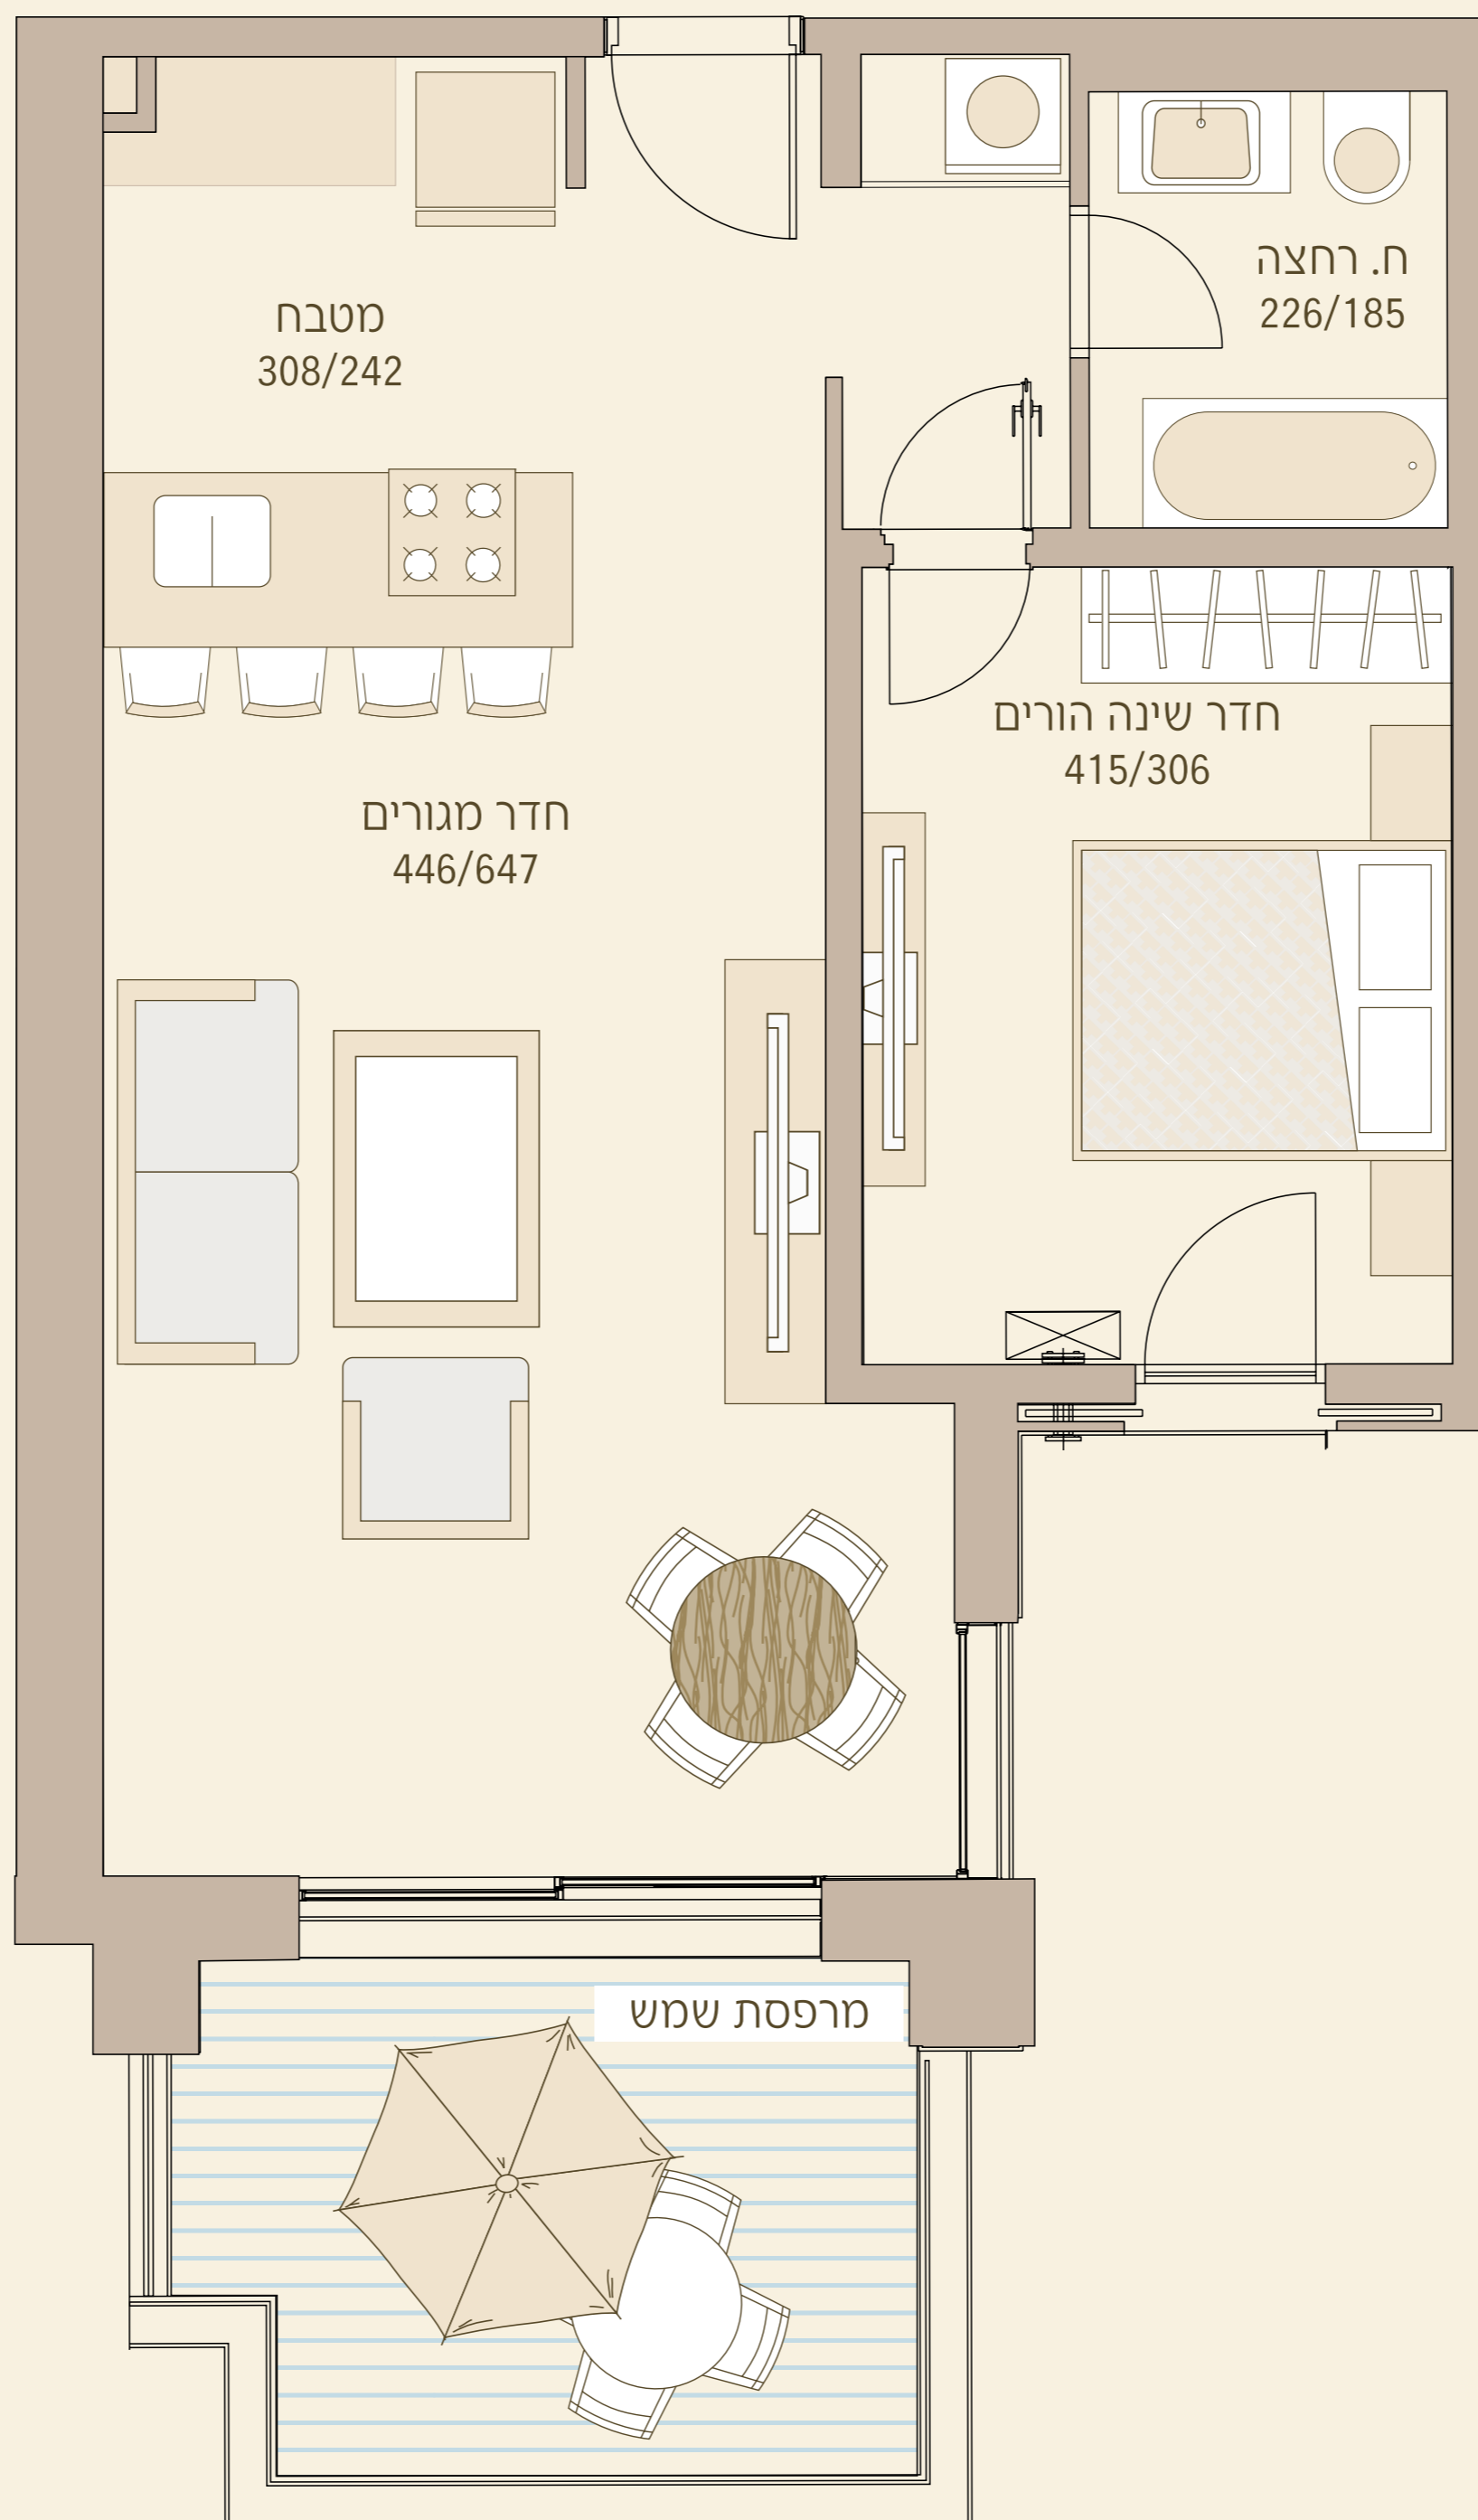 ח. רחצה
226/185
מטבח
308/242
חדר שינה הורים
415/306
חדר מגורים
446/647
מרפסת שמש